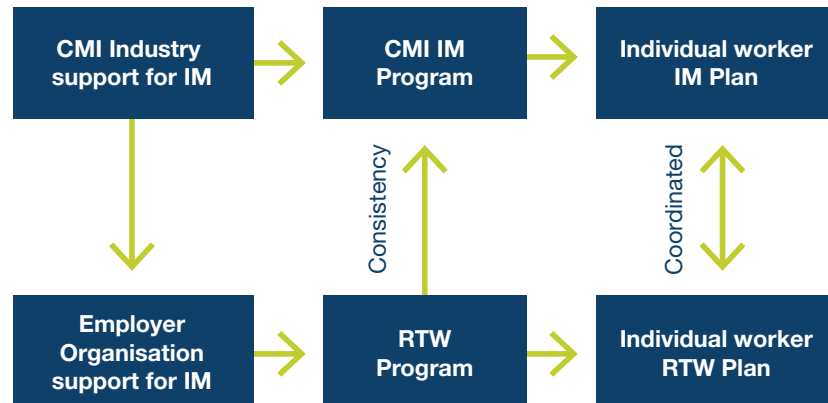 CMI Industry
support for IM
CMI IM
Program
Individual worker
IM Plan
Consistency
Coordinated
Employer
Organisation
support for IM
RTW
Program
Individual worker
RTW Plan